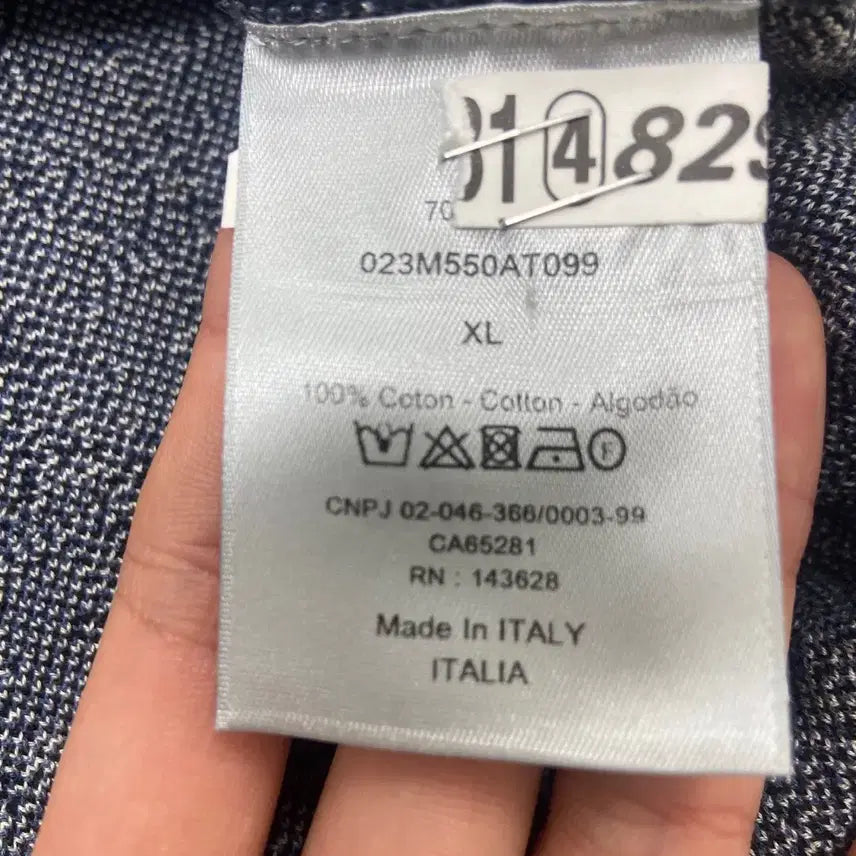 31 4 829
70
023M550AT099
XL
100% Coton - Cotton - Algodão
F
CNPJ 02-046-366/0003-99
CA65281
RN : 143628
Made In ITALY
ITALIA